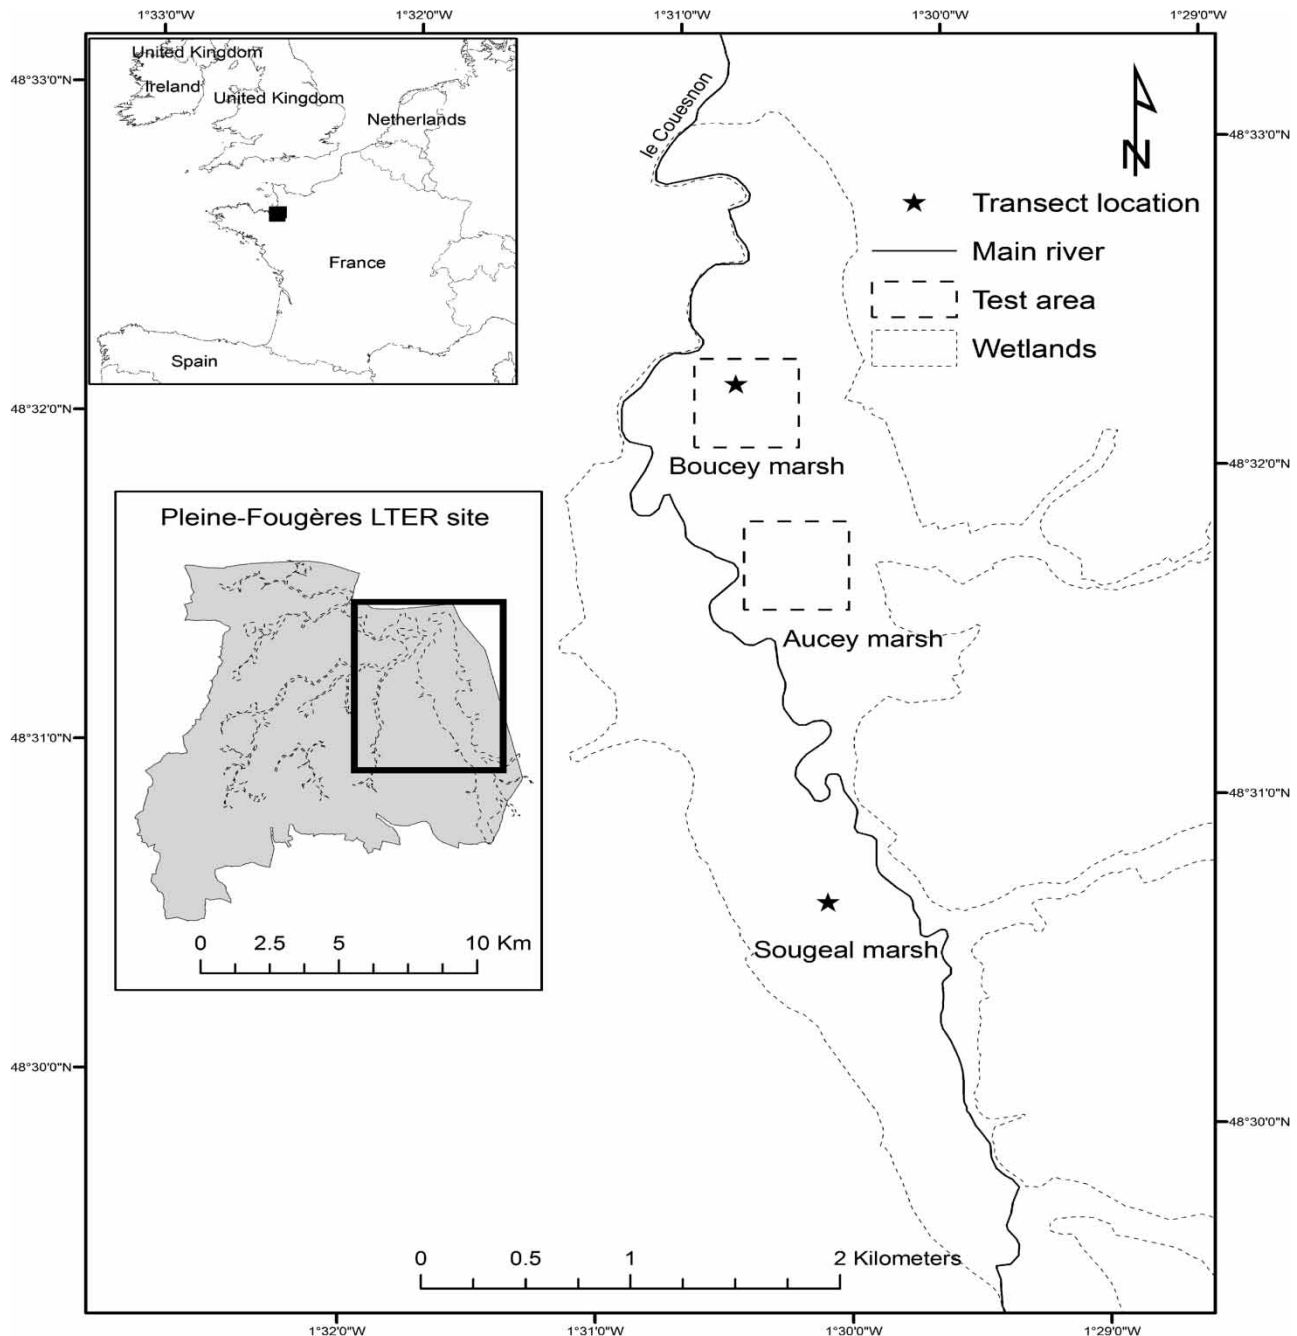 1°33'0"W
1°32'0"W
1°31'0"W
1°30'0"W
1°29'0"W
48°33'0"N
48°32'0"N
48°31'0"N
48°30'0"N
United Kingdom
Ireland
United Kingdom
Netherlands
France
Spain
le Couesnon
N
Transect location
Main river
Test area
Wetlands
48°33'0"N
48°32'0"N
48°31'0"N
48°30'0"N
Boucey marsh
Aucey marsh
Sougeal marsh
Pleine-Fougères LTER site
0 2.5 5 10 Km
0 0.5 1 2 Kilometers
1°32'0"W
1°31'0"W
1°30'0"W
1°29'0"W